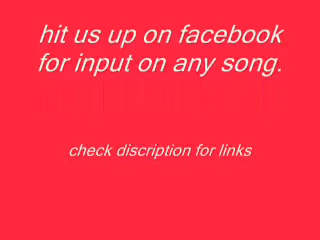 hit us up on facebook
for input on any song.
check discription for links